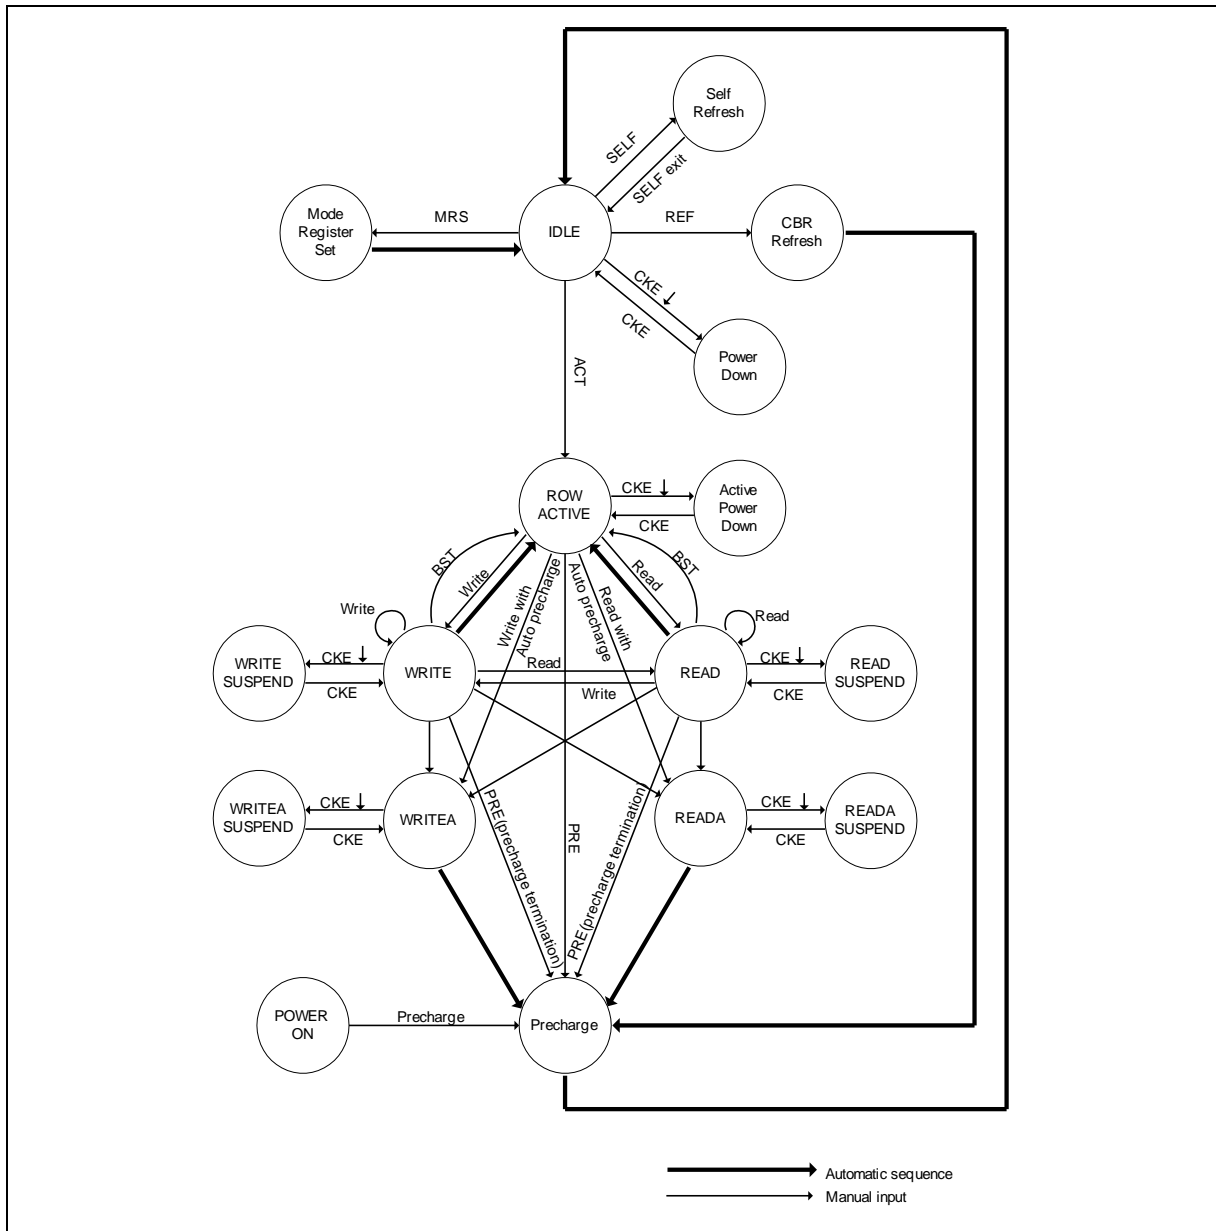 Self
Refresh
SELF
SELF exit
Mode
Register
Set
MRS
IDLE
REF
CBR
Refresh
CKE
CKE
Power
Down
ACT
ROW
ACTIVE
CKE
CKE
Active
Power
Down
BST
Write
Write with
Auto precharge
Auto precharge
Read with
Read
BST
Write
Read
WRITE
SUSPEND
CKE
CKE
WRITE
Read
Write
READ
CKE
CKE
READ
SUSPEND
WRITEA
SUSPEND
CKE
CKE
WRITEA
PRE(precharge termination)
PRE
PRE(precharge termination)
READA
CKE
CKE
READA
SUSPEND
POWER
ON
Precharge
Precharge
Automatic sequence
Manual input